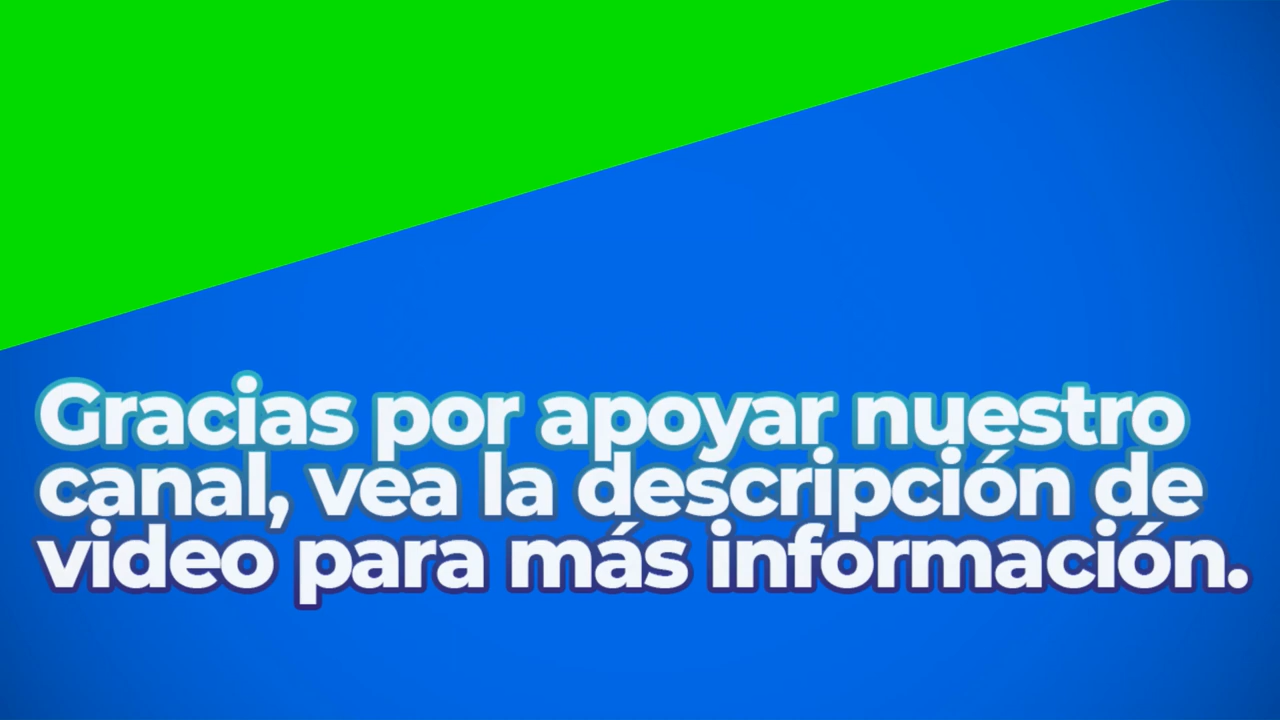 Gracias por apoyar nuestro
canal, vea la descripción de
video para más información.